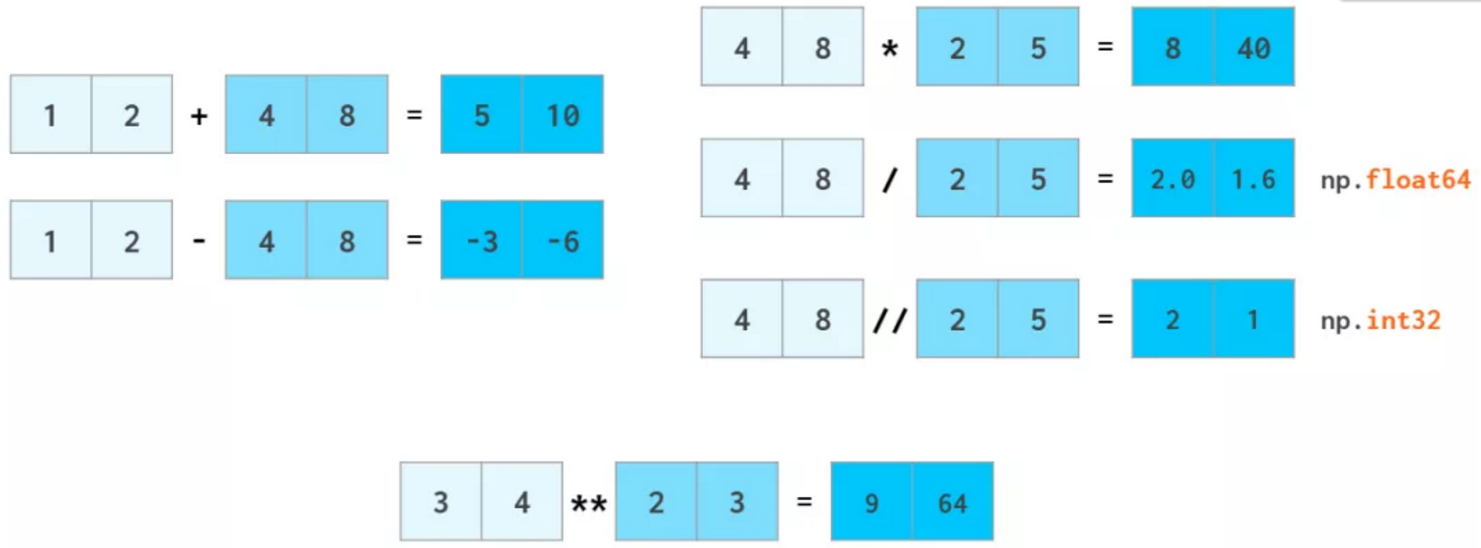 1 2 + 4 8 = 5 10
1 2 - 4 8 = -3 -6
4 8 * 2 5 = 8 40
4 8 / 2 5 = 2.0 1.6 np.float64
4 8 // 2 5 = 2 1 np.int32
3 4 ** 2 3 = 9 64